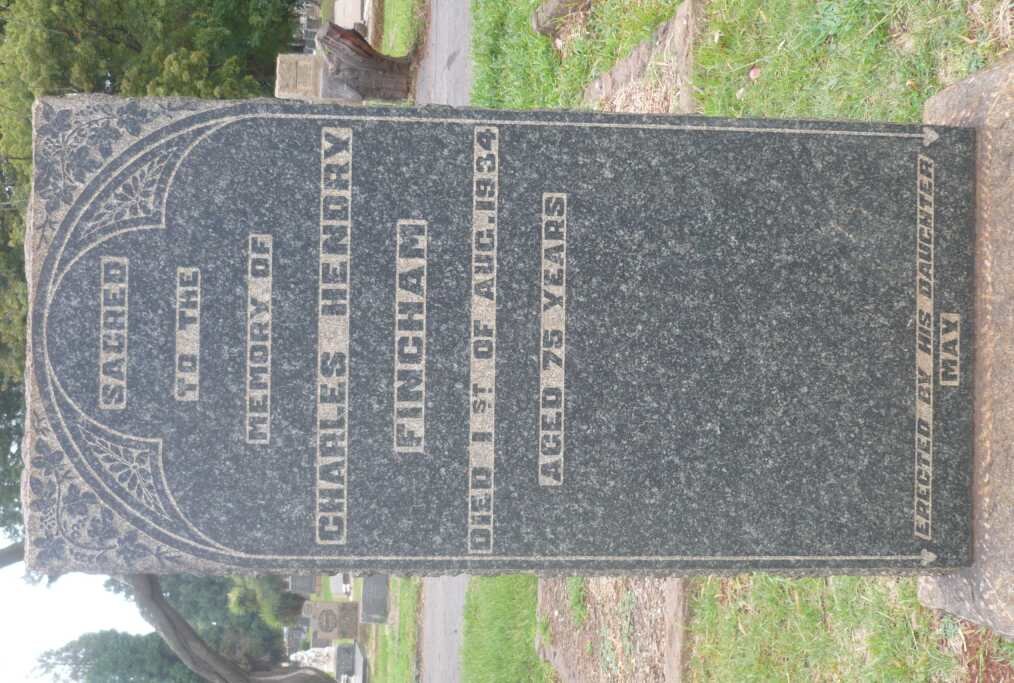 SACRED
TO THE
MEMORY OF
CHARLES HENDRY
FINCHAM
DIED 1ST OF AUG. 1934
AGED 75 YEARS
ERECTED BY HIS DAUGHTER
MAY